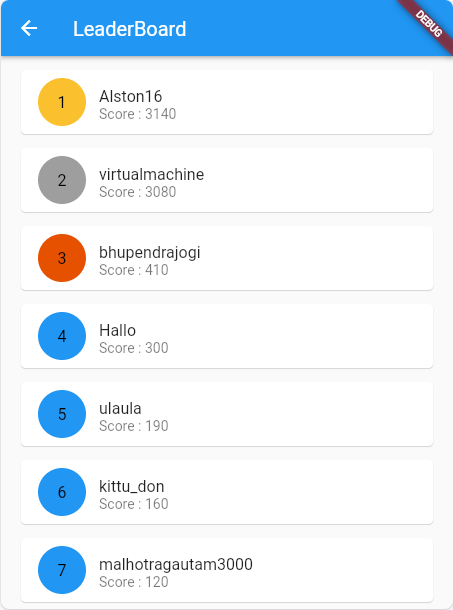 LeaderBoard
DEBUG
1
Alston16
Score : 3140
2
virtualmachine
Score : 3080
3
bhupendrajogi
Score : 410
4
Hallo
Score : 300
5
ulaula
Score : 190
6
kittu_don
Score : 160
7
malhotragautam3000
Score : 120